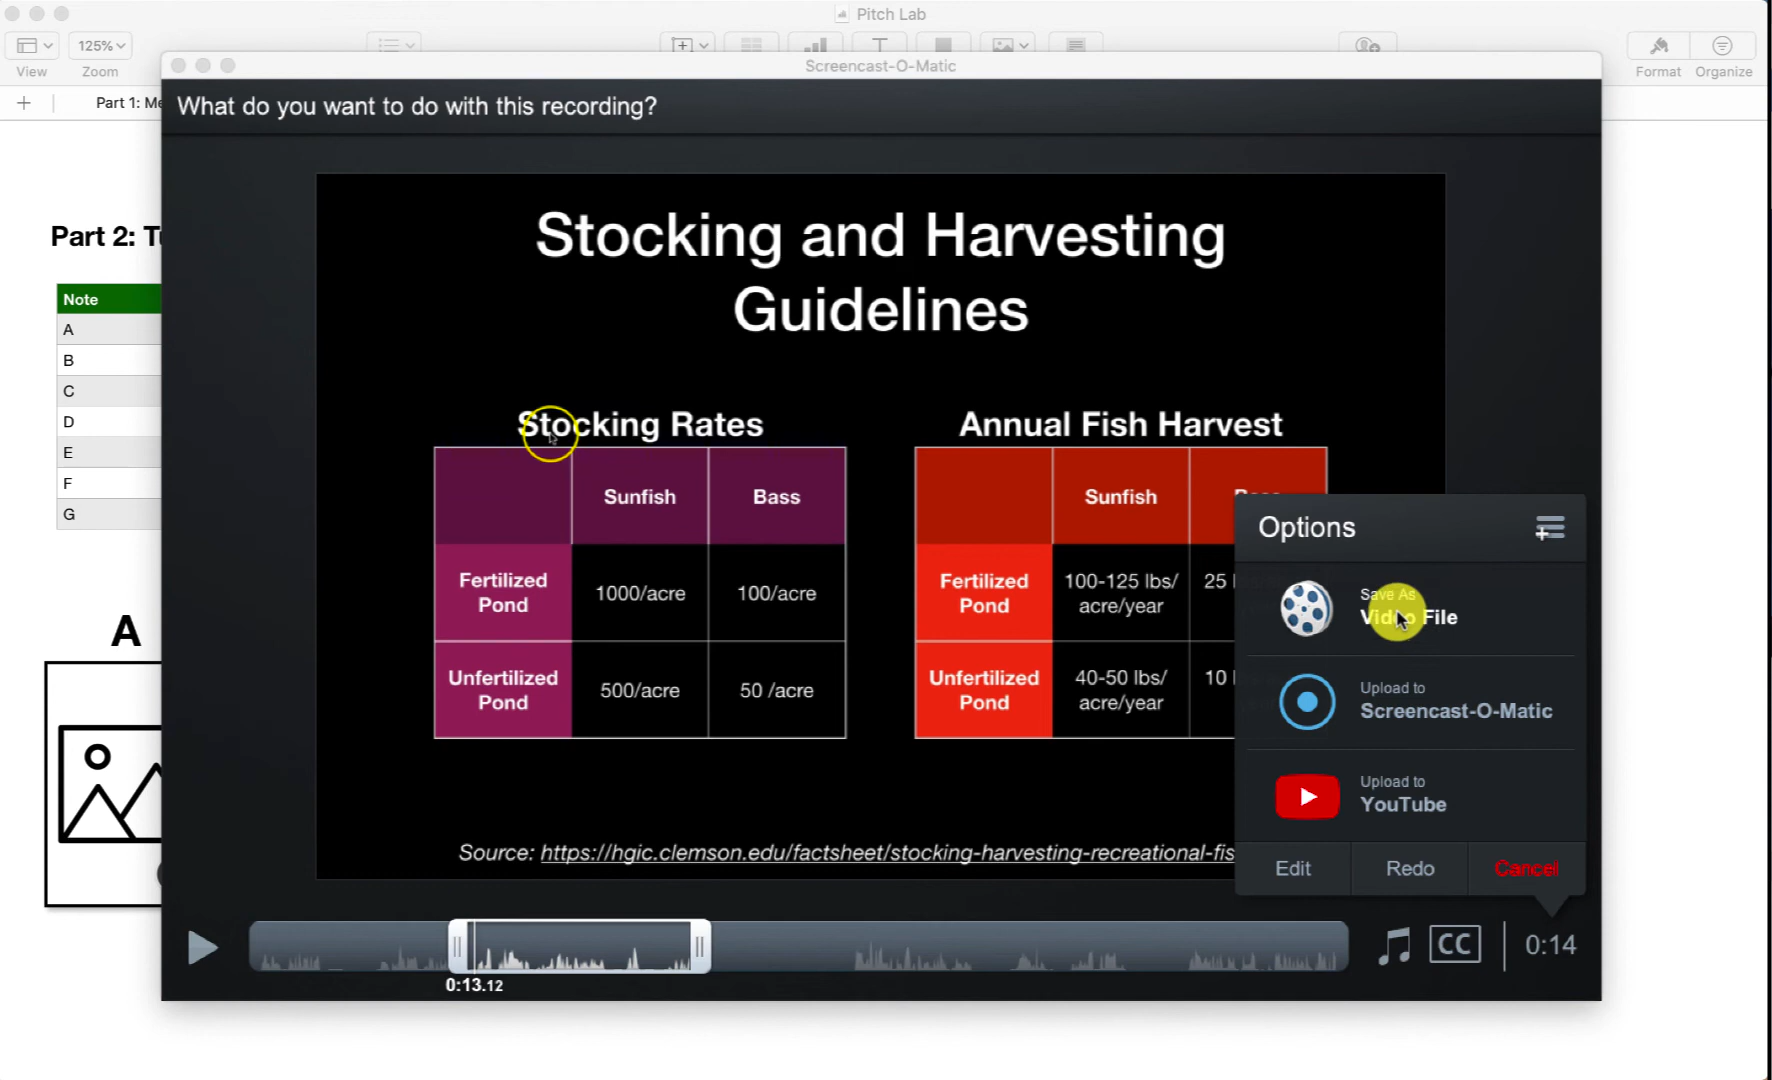 Pitch Lab
125%
View
Zoom
Format
Organize
Screencast-O-Matic
Part 1:
What do you want to do with this recording?
Part 2:
Note
A
B
C
D
E
F
G
A
Stocking and Harvesting
Guidelines
Stocking Rates
Sunfish
Bass
Fertilized
Pond
1000/acre
100/acre
Unfertilized
Pond
500/acre
50 /acre
Annual Fish Harvest
Sunfish
Fertilized
Pond
100-125 lbs/
acre/year
25
Unfertilized
Pond
40-50 lbs/
acre/year
10
Source: https://hgic.clemson.edu/factsheet/stocking-harvesting-recreational-fis
Options
Save As
Video File
Upload to
Screencast-O-Matic
Upload to
YouTube
Edit
Redo
Cancel
CC
0:14
0:13.12